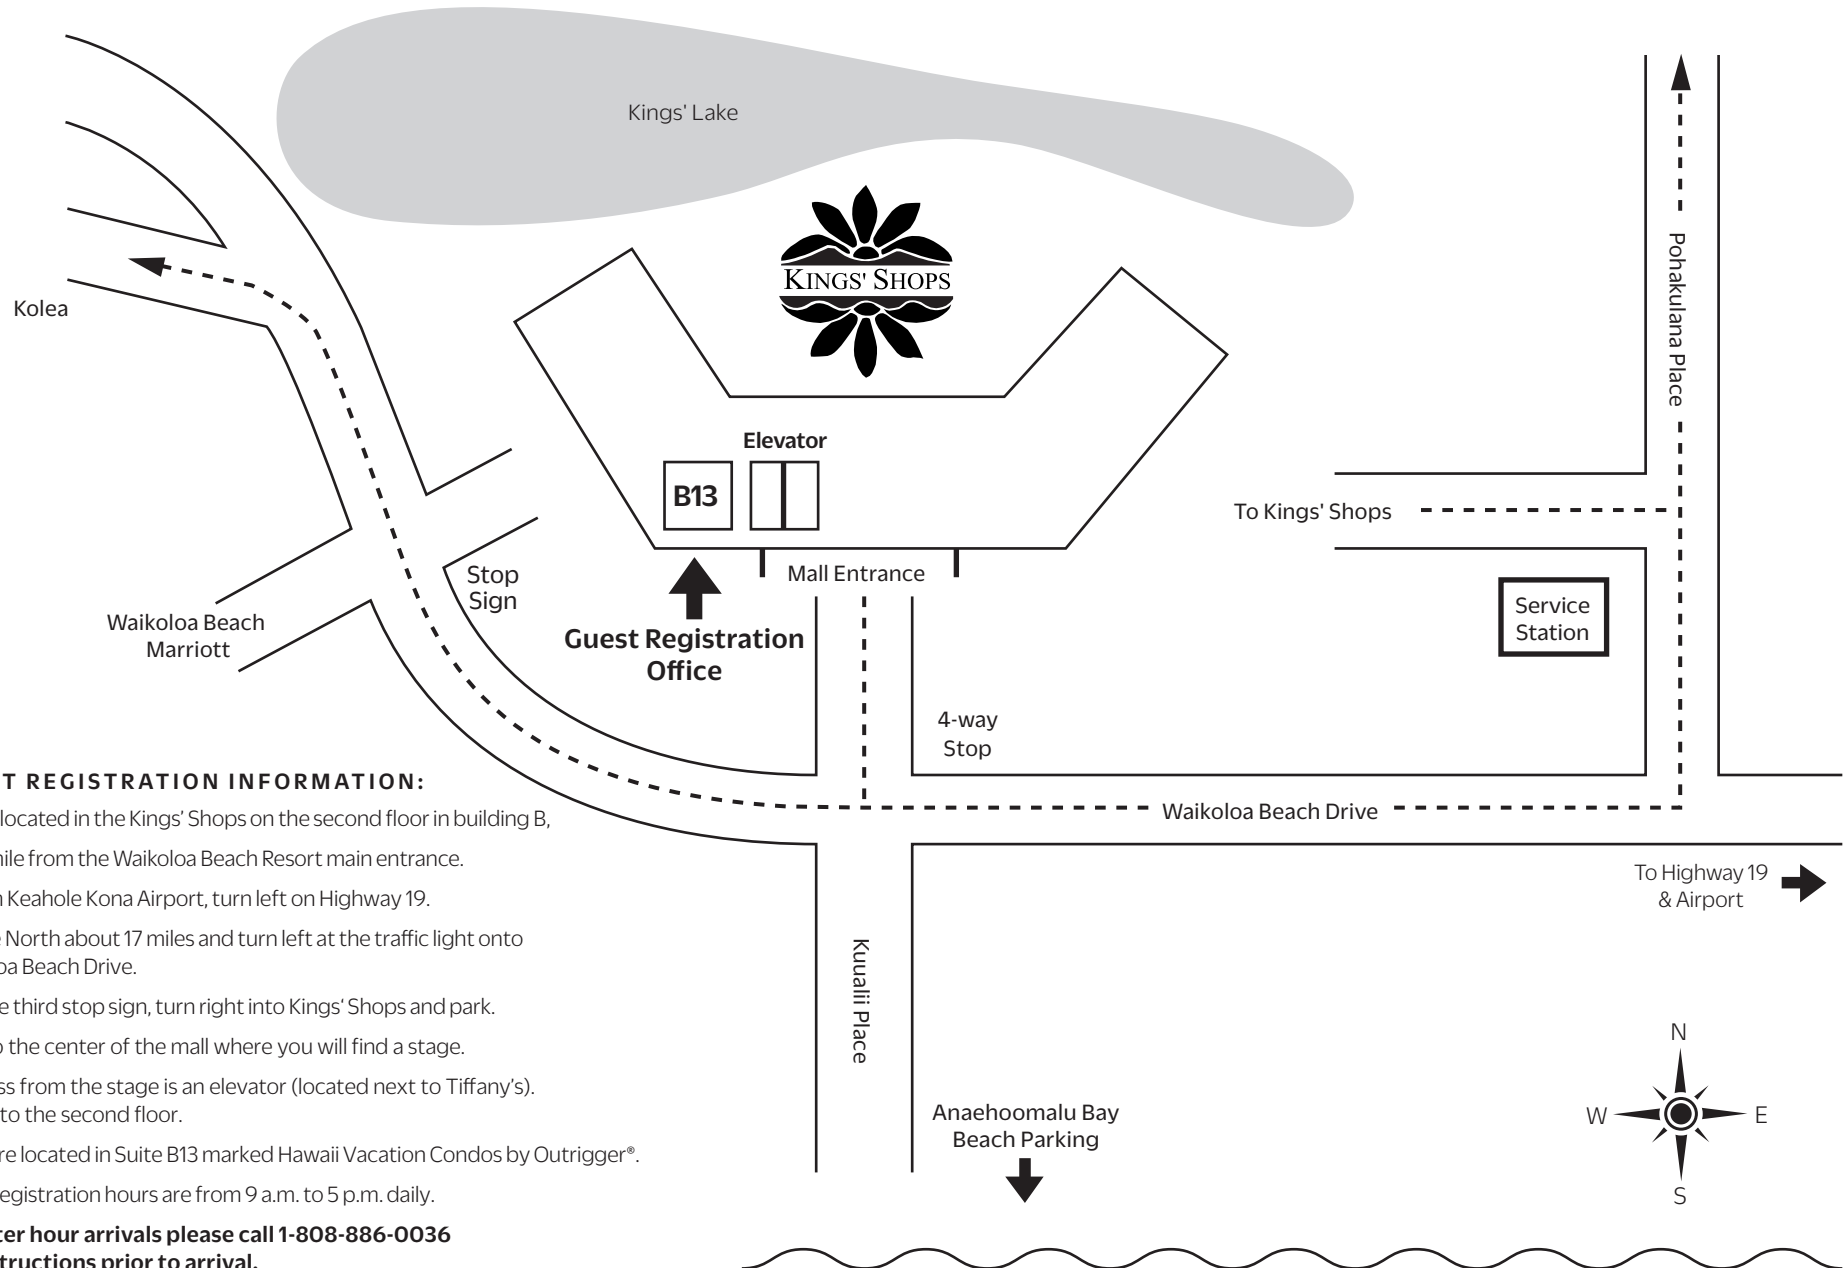 Kings' Lake
KINGS' SHOPS
Pohakulana Place
Kolea
Elevator
B13
To Kings' Shops
Stop
Sign
Mall Entrance
Service
Station
Waikoloa Beach
Marriott
Guest Registration
Office
4-way
Stop
Waikoloa Beach Drive
To Highway 19
& Airport
Kuualii Place
Anaehoomalu Bay
Beach Parking
N
W
E
S
T REGISTRATION INFORMATION:
located in the Kings' Shops on the second floor in building B,
from the Waikoloa Beach Resort main entrance.
Keahole Kona Airport, turn left on Highway 19.
North about 17 miles and turn left at the traffic light onto
Beach Drive.
third stop sign, turn right into Kings‘ Shops and park.
the center of the mall where you will find a stage.
from the stage is an elevator (located next to Tiffany's).
to the second floor.
located in Suite B13 marked Hawaii Vacation Condos by Outrigger®.
registration hours are from 9 a.m. to 5 p.m. daily.
hour arrivals please call 1-808-886-0036
prior to arrival.